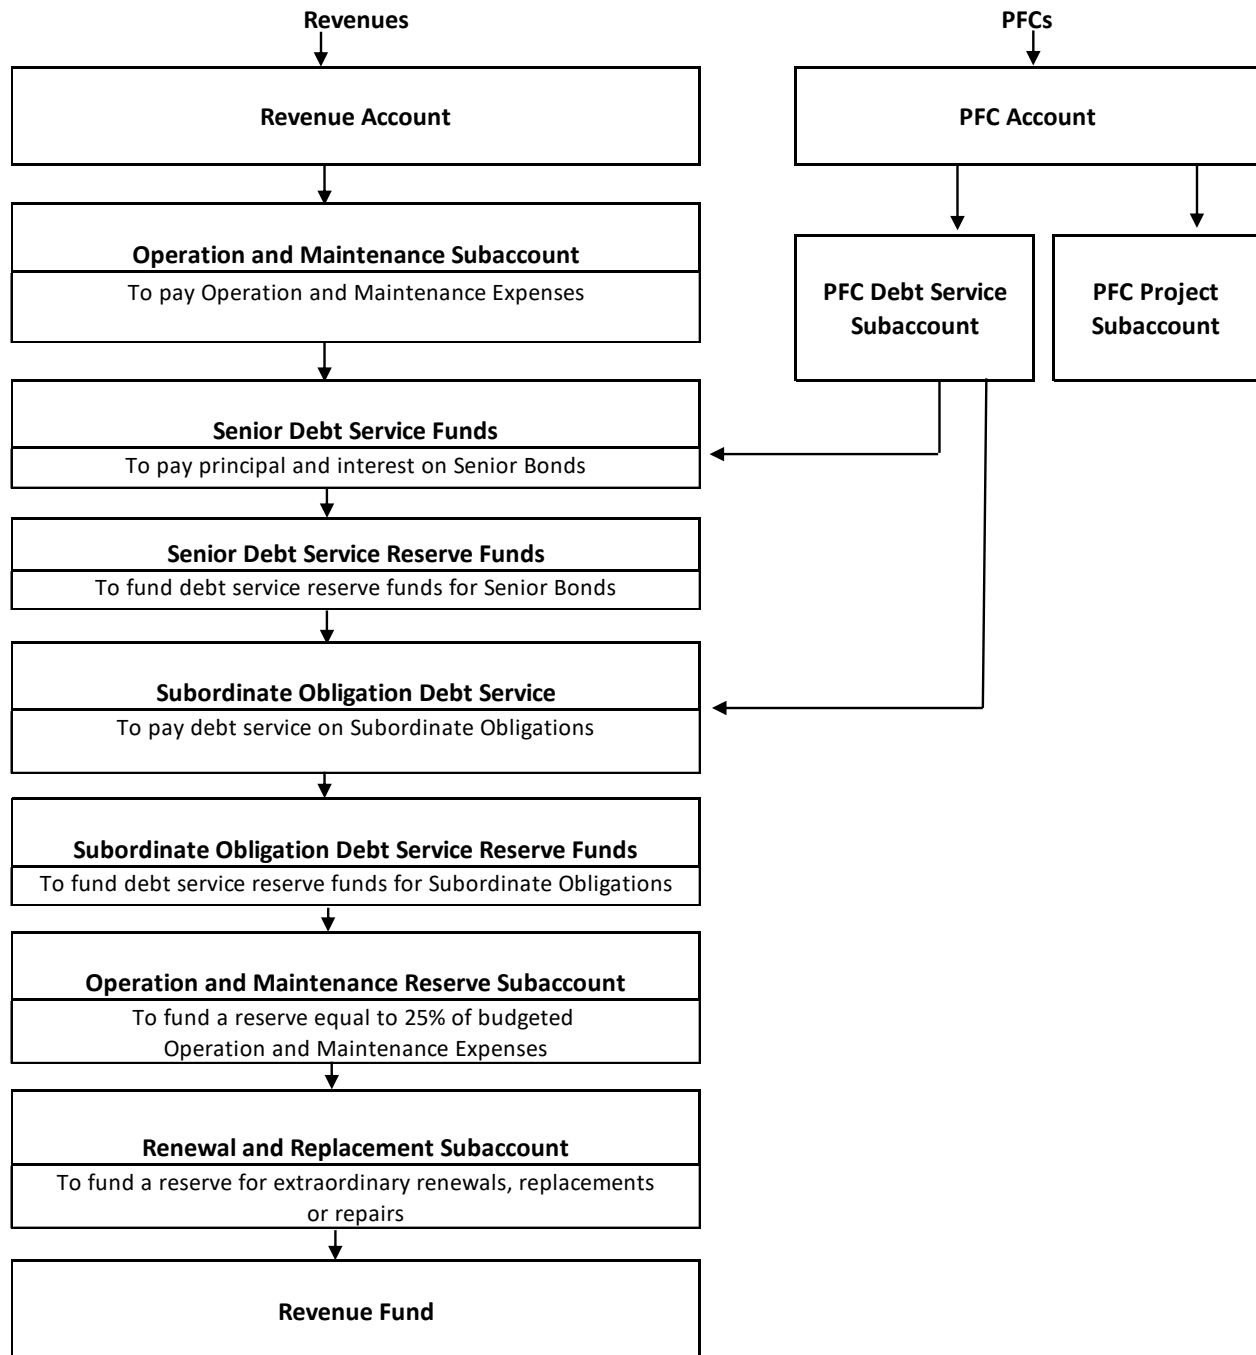 Revenues
Revenue Account
Operation and Maintenance Subaccount
To pay Operation and Maintenance Expenses
Senior Debt Service Funds
To pay principal and interest on Senior Bonds
Senior Debt Service Reserve Funds
To fund debt service reserve funds for Senior Bonds
Subordinate Obligation Debt Service
To pay debt service on Subordinate Obligations
Subordinate Obligation Debt Service Reserve Funds
To fund debt service reserve funds for Subordinate Obligations
Operation and Maintenance Reserve Subaccount
To fund a reserve equal to 25% of budgeted
Operation and Maintenance Expenses
Renewal and Replacement Subaccount
To fund a reserve for extraordinary renewals, replacements
or repairs
Revenue Fund
PFCs
PFC Account
PFC Debt Service
Subaccount
PFC Project
Subaccount